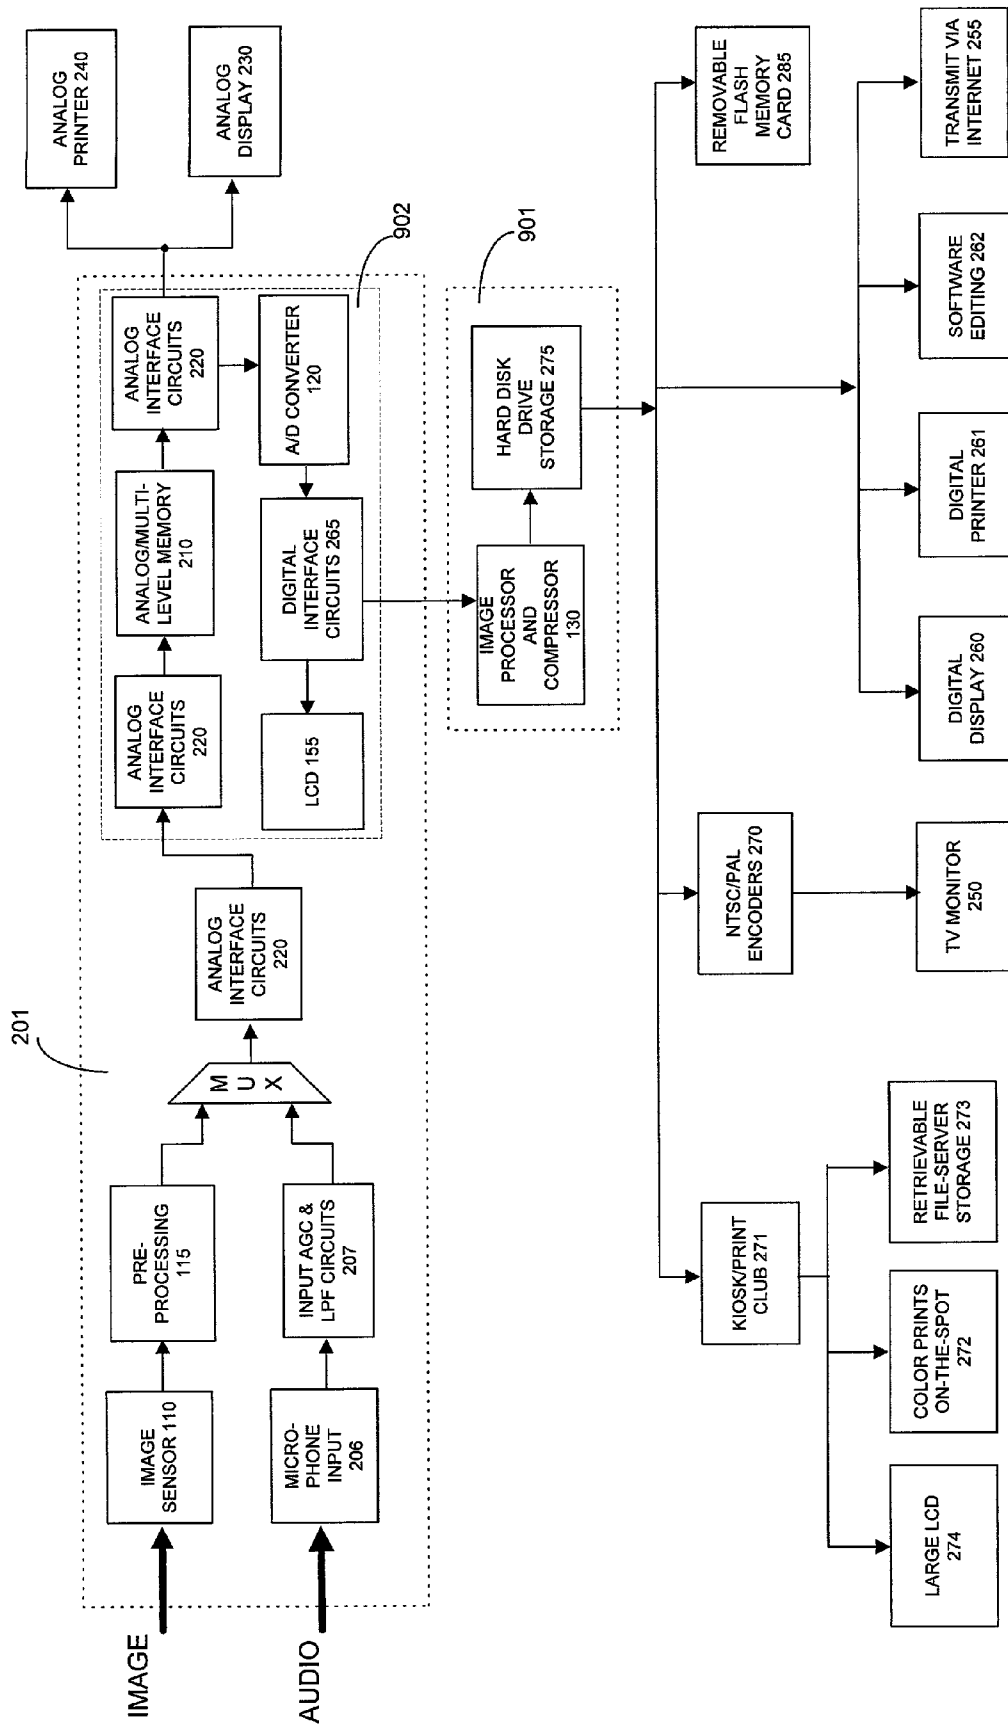 IMAGE
AUDIO
201
IMAGE
SENSOR 110
PRE-
PROCESSING
115
MICRO-
PHONE
INPUT
206
INPUT AGC &
LPF CIRCUITS
207
M
U
X
ANALOG
INTERFACE
CIRCUITS
220
ANALOG
INTERFACE
CIRCUITS
220
ANALOG/MULTI-
LEVEL MEMORY
210
ANALOG
INTERFACE
CIRCUITS
220
LCD 155
DIGITAL
INTERFACE
CIRCUITS 265
A/D CONVERTER
120
902
ANALOG
PRINTER 240
ANALOG
DISPLAY 230
IMAGE
PROCESSOR
AND
COMPRESSOR
130
HARD DISK
DRIVE
STORAGE 275
901
KIOSK/PRINT
CLUB 271
NTSC/PAL
ENCODERS 270
REMOVABLE
FLASH
MEMORY
CARD 285
LARGE LCD
274
COLOR PRINTS
ON-THE-SPOT
272
RETRIEVABLE
FILE-SERVER
STORAGE 273
TV MONITOR
250
DIGITAL
DISPLAY 260
DIGITAL
PRINTER 261
SOFTWARE
EDITING 262
TRANSMIT VIA
INTERNET 255